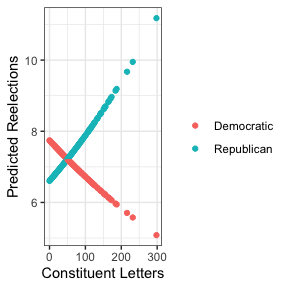 10
8
6
0 100 200 300
Predicted Reelections
Constituent Letters
Democratic
Republican